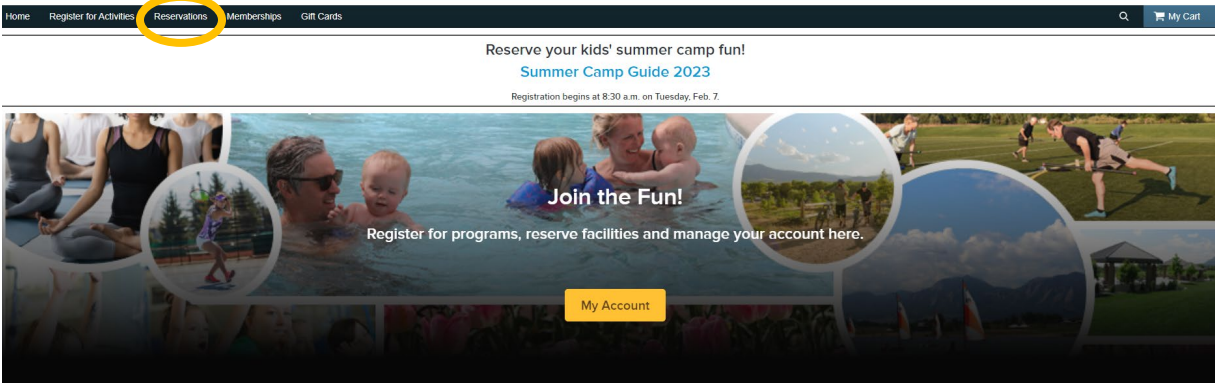 Home Register for Activities Reservations Memberships Gift Cards My Cart
Reserve your kids' summer camp fun!
Summer Camp Guide 2023
Registration begins at 8:30 a.m. on Tuesday, Feb. 7.
Join the Fun!
Register for programs, reserve facilities and manage your account here.
My Account